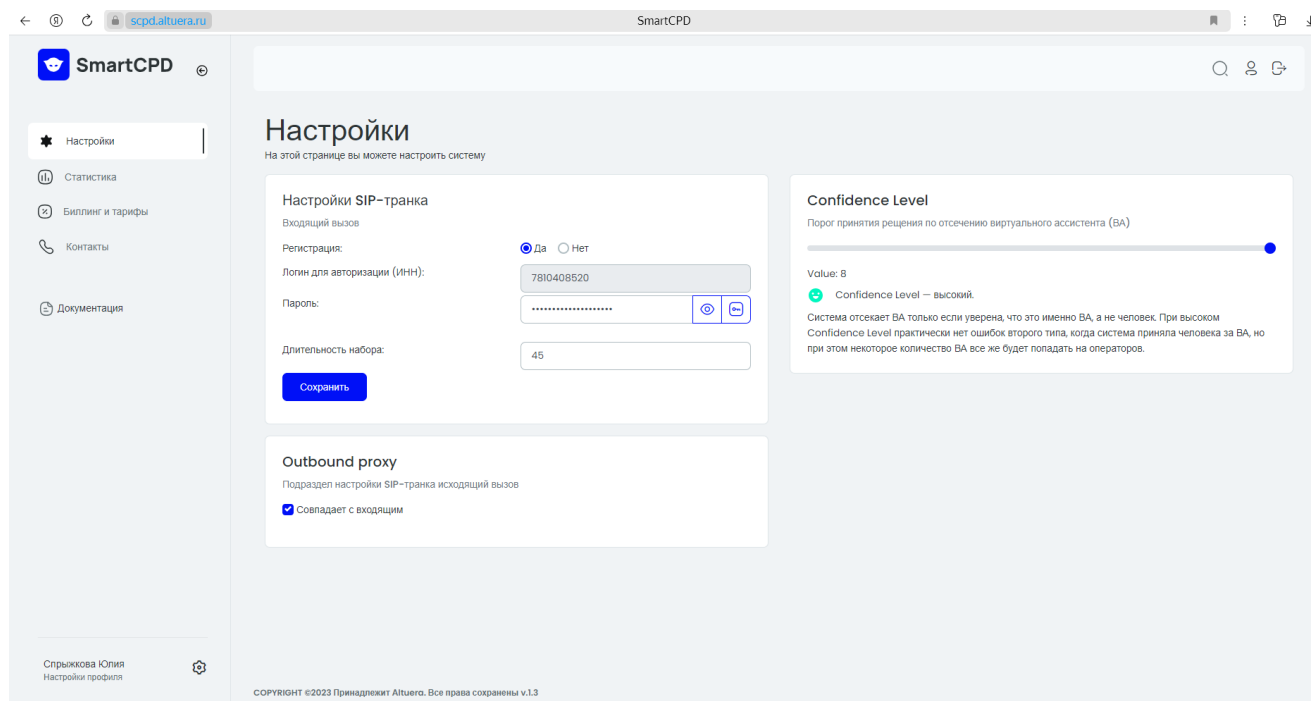 scpd.altuera.ru
SmartCPD
SmartCPD
Настройки
Статистика
Биллинг и тарифы
Контакты
Документация
Спрыжкова Юлия
Настройки профиля
Настройки
На этой странице вы можете настроить систему
Настройки SIP-транка
Входящий вызов
Регистрация:
Да
Нет
Логин для авторизации (ИНН):
7810408520
Пароль:
••••••••••••••••••••
Длительность набора:
45
Сохранить
Outbound proxy
Подраздел настройки SIP-транка исходящий вызов
Совпадает с входящим
Confidence Level
Порог принятия рещения по отсечению виртуального ассистента (ВА)
Value: 8
Confidence Level — высокий.
Система отсекает ВА только если уверена, что это именно ВА, а не человек. При высоком
Confidence Level практически нет ошибок второго типа, когда система приняла человека за ВА, но
при этом некоторое количество ВА все же будет попадать на операторов.
COPYRIGHT ©2023 Принадлежит Altuera. Все права сохранены v.1.3